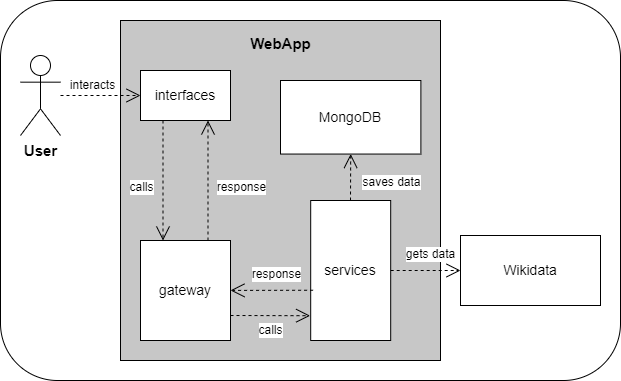 WebApp
interacts
interfaces
User
MongoDB
calls
response
saves data
gateway
response
calls
services
gets data
Wikidata